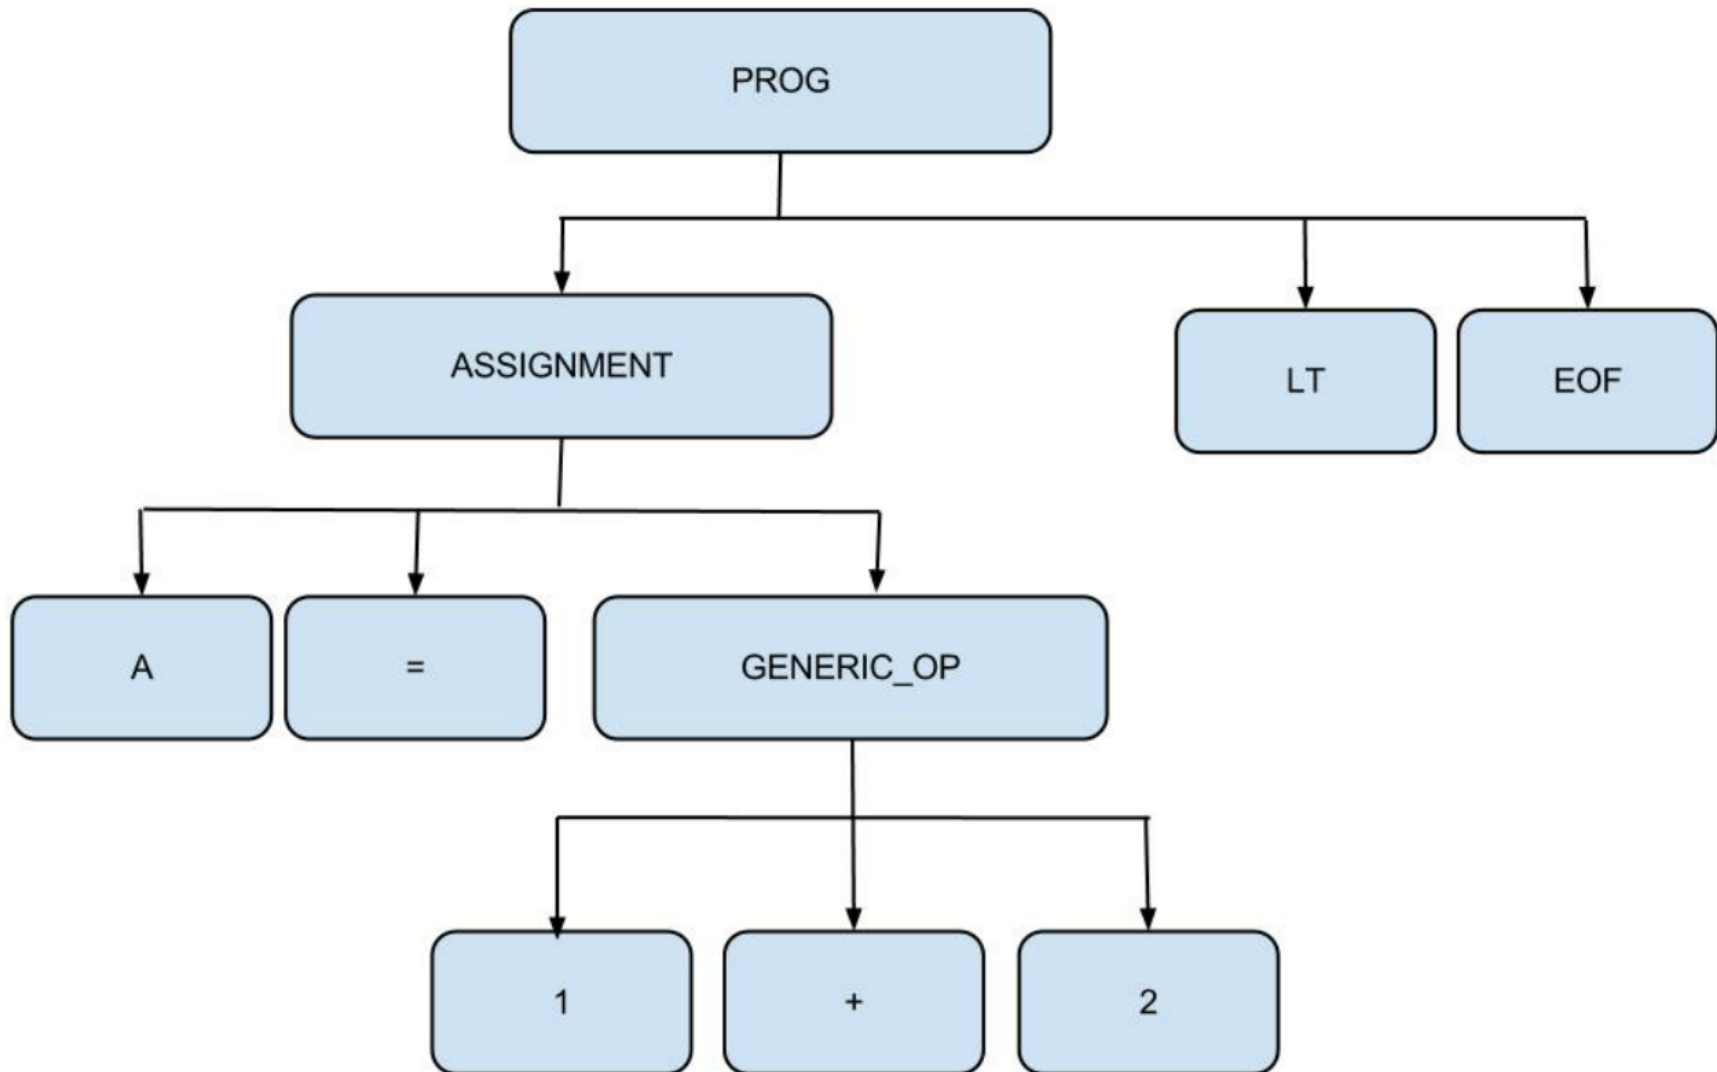 PROG
ASSIGNMENT
LT
EOF
A
=
GENERIC_OP
1
+
2